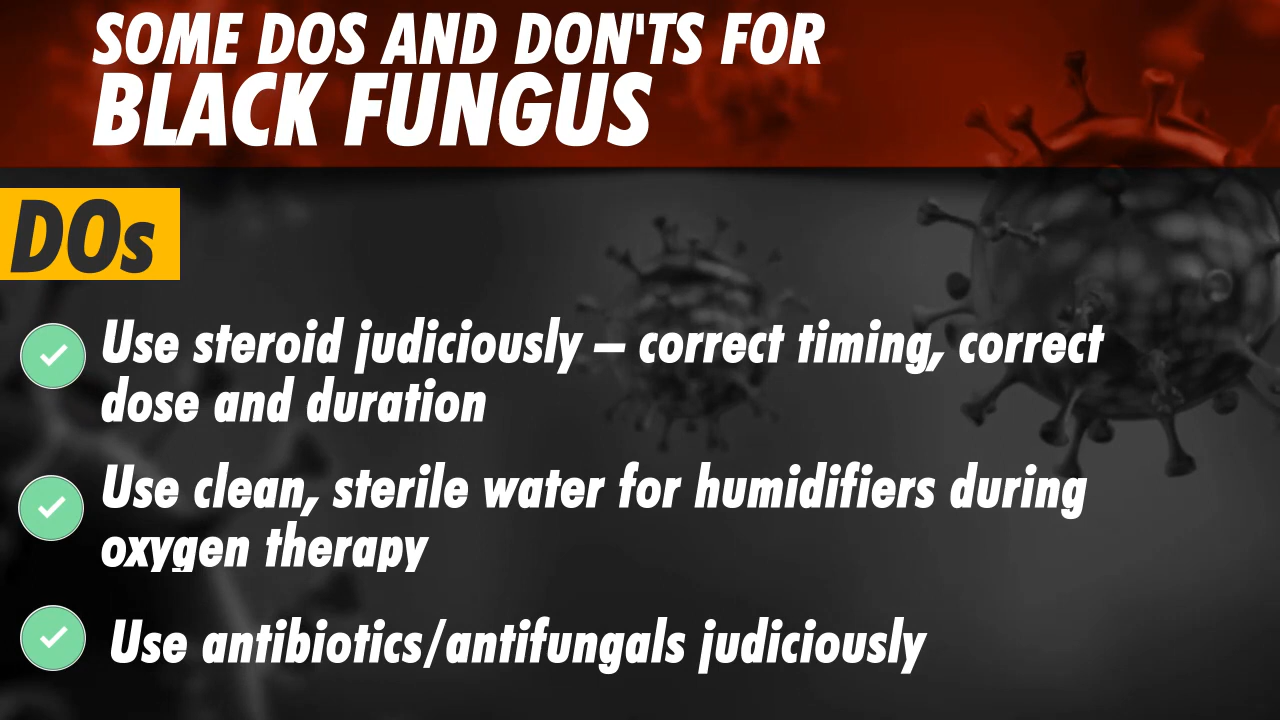 SOME DOS AND DON'TS FOR
BLACK FUNGUS
DOs
Use steroid judiciously – correct timing, correct
dose and duration
Use clean, sterile water for humidifiers during
oxygen therapy
Use antibiotics/antifungals judiciously